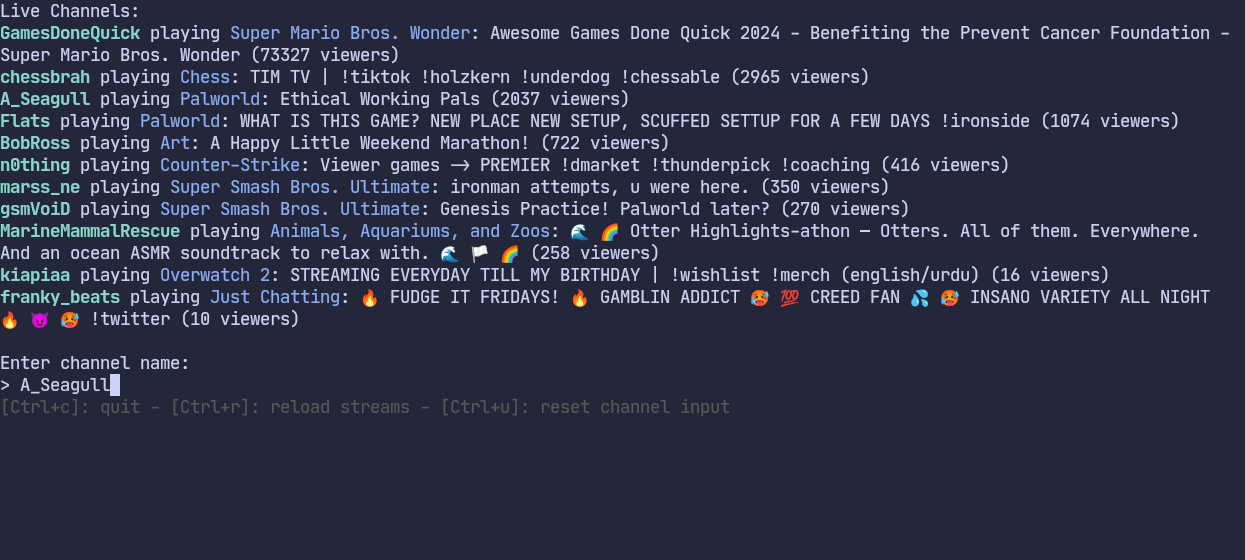 Live Channels:
GamesDoneQuick playing Super Mario Bros. Wonder: Awesome Games Done Quick 2024 - Benefiting the Prevent Cancer Foundation -
Super Mario Bros. Wonder (73327 viewers)
chessbrah playing Chess: TIM TV | !tiktok !holzkern !underdog !chessable (2965 viewers)
A_Seagull playing Palworld: Ethical Working Pals (2037 viewers)
Flats playing Palworld: WHAT IS THIS GAME? NEW PLACE NEW SETUP, SCUFFED SETTUP FOR A FEW DAYS !ironside (1074 viewers)
BobRoss playing Art: A Happy Little Weekend Marathon! (722 viewers)
n0thing playing Counter-Strike: Viewer games -> PREMIER !dmarket !thunderpick !coaching (416 viewers)
marss_ne playing Super Smash Bros. Ultimate: ironman attempts, u were here. (350 viewers)
gsmVoiD playing Super Smash Bros. Ultimate: Genesis Practice! Palworld later? (270 viewers)
MarineMammalRescue playing Animals, Aquariums, and Zoos: 🌊 🌈 Otter Highlights-athon — Otters. All of them. Everywhere.
And an ocean ASMR soundtrack to relax with. 🌊 🏳 🌈 (258 viewers)
kiapiaa playing Overwatch 2: STREAMING EVERYDAY TILL MY BIRTHDAY | !wishlist !merch (english/urdu) (16 viewers)
franky_beats playing Just Chatting: 🔥 FUDGE IT FRIDAYS! 🔥 GAMBLIN ADDICT 🥵 💯 CREED FAN 💦 🥵 INSANO VARIETY ALL NIGHT
🔥 😈 🥵 !twitter (10 viewers)
Enter channel name:
> A_Seagull
[Ctrl+c]: quit - [Ctrl+r]: reload streams - [Ctrl+u]: reset channel input